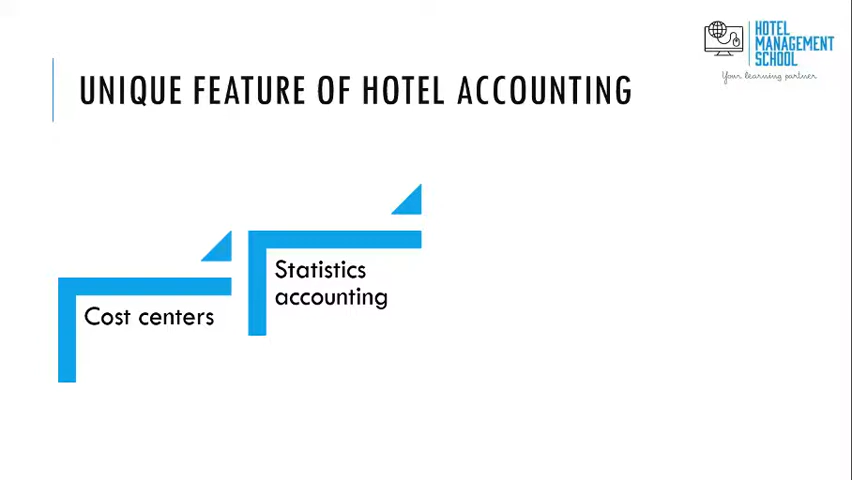 HOTEL
MANAGEMENT
SCHOOL
Your learning partner
UNIQUE FEATURE OF HOTEL ACCOUNTING
Statistics
accounting
Cost centers